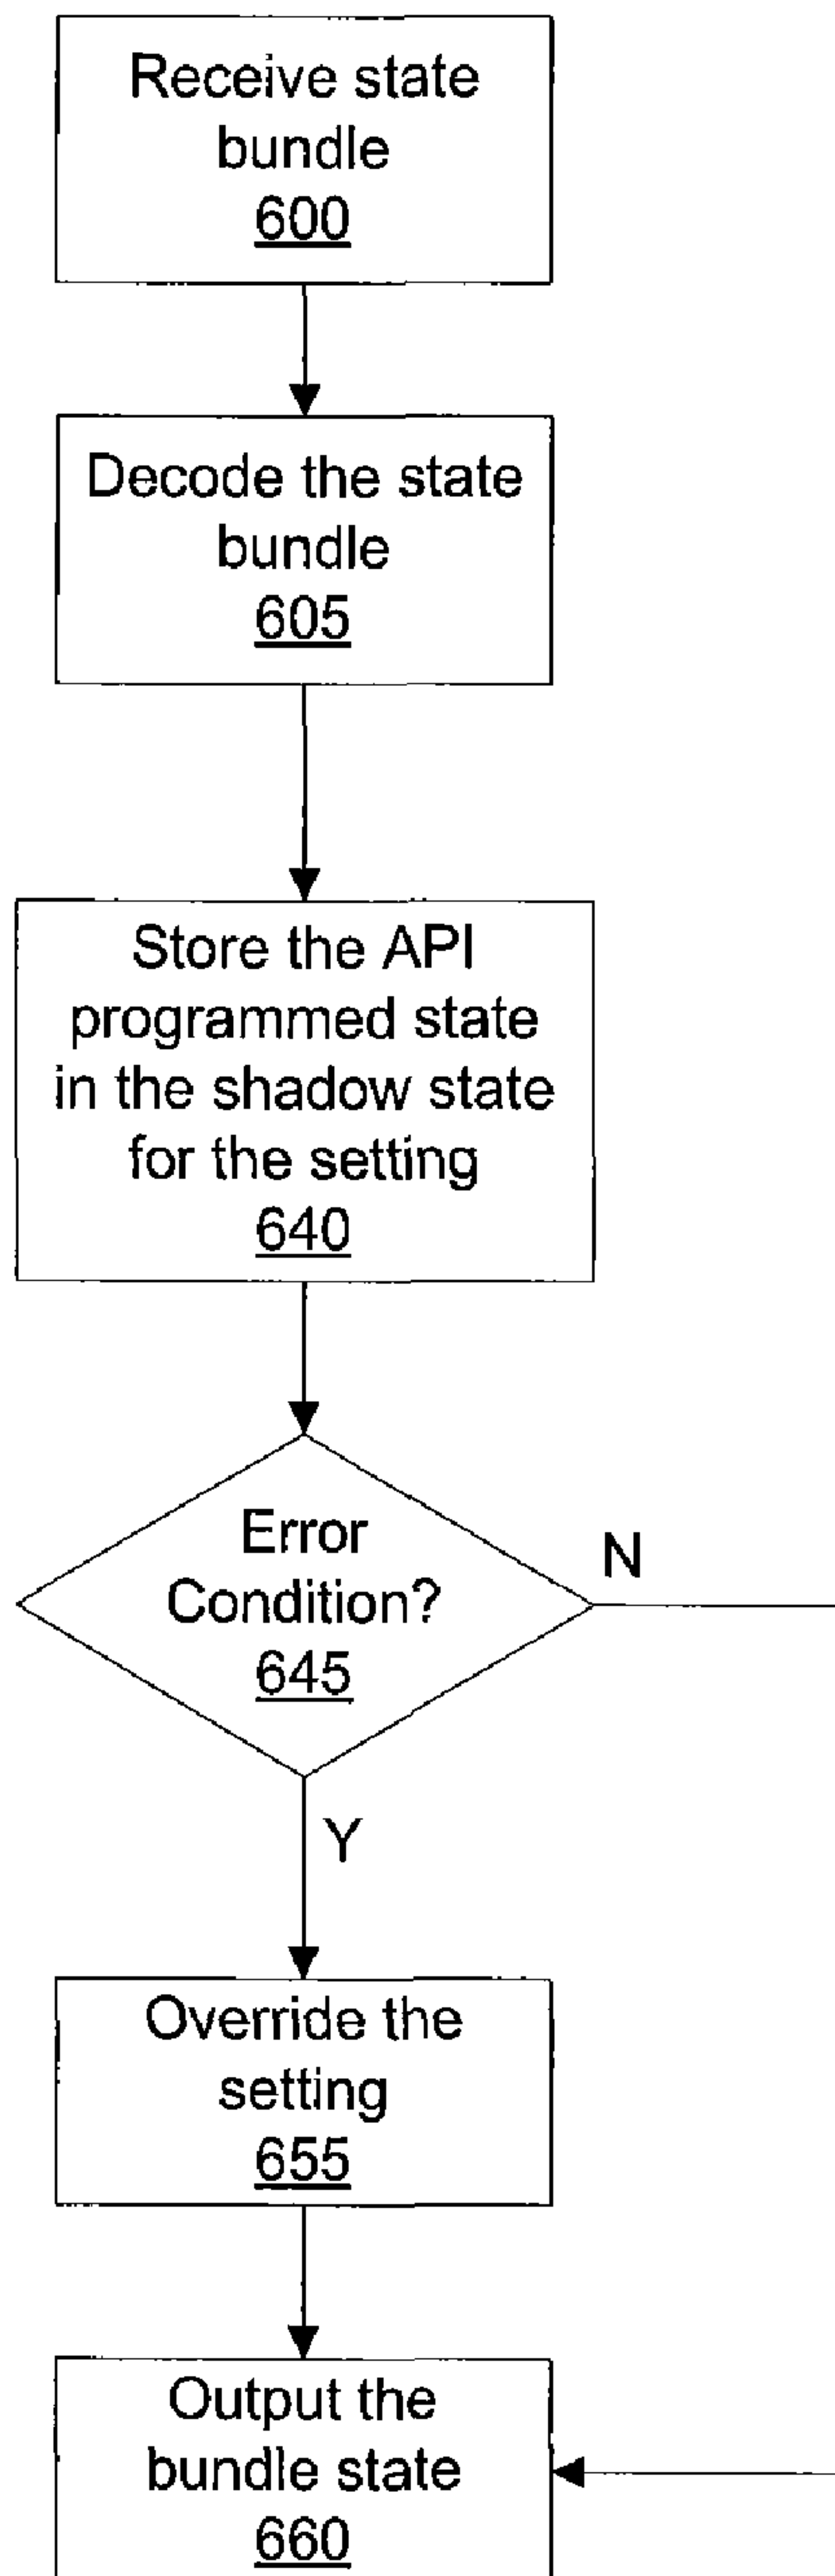 Receive state
bundle
600
Decode the state
bundle
605
Store the API
programmed state
in the shadow state
for the setting
640
Error
Condition?
645
N
Y
Override the
setting
655
Output the
bundle state
660